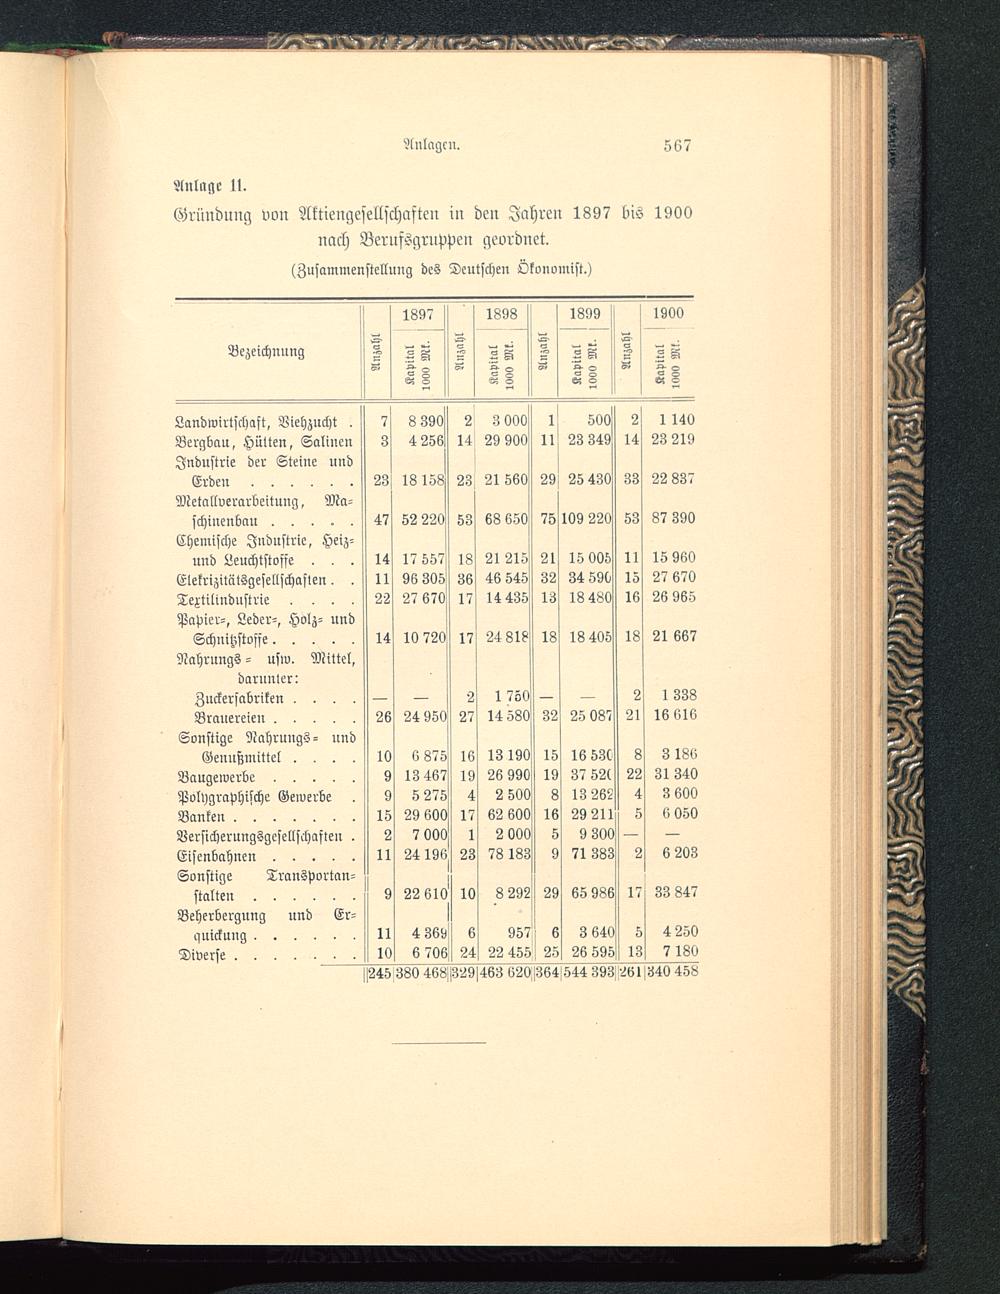 Anlagen. 567
Anlage 11.
Gründung von Aktiengesellschaften in den Jahren 1897 bis 1900
nach Berufsgruppen geordnet.
(Zusammenstellung des Deutschen Ökonomist.)
1897 1898 1899 1900
Bezeichnung Anzahl Kapital 1000 Mk. Anzahl Kapital 1000 Mk. Anzahl Kapital 1000 Mk. Anzahl Kapital 1000 Mk.
Landwirtschaft, Viehzucht . 7 8 390 2 3 000 1 500 2 1 140
Bergbau, Hütten, Salinen 3 4 256 14 29 900 11 23 349 14 23 219
Industrie der Steine und
Erden . . . . . . 23 18 158 23 21 560 29 25 430 33 22 837
Metallverarbeitung, Ma-
schinenbau . . . . . 47 52 220 53 68 650 75 109 220 53 87 390
Chemische Industrie, Heiz-
und Leuchtstoffe . . . 14 17 557 18 21 215 21 15 005 11 15 960
Elekrizitätsgesellschaften . . 11 96 305 36 46 545 32 34 590 15 27 670
Textilindustrie . . . . 22 27 670 17 14 435 13 18 480 16 26 965
Papier-, Leder-, Holz- und
Schnitzstoffe . . . . . 14 10 720 17 24 818 18 18 405 18 21 667
Nahrungs- usw. Mittel,
darunter:
Zuckerfabriken . . . . — — 2 1 750 — — 2 1 338
Brauereien . . . . . 26 24 950 27 14 580 32 25 087 21 16 616
Sonstige Nahrungs- und
Genußmittel . . . . 10 6 875 16 13 190 15 16 530 8 3 186
Baugewerbe . . . . . 9 13 467 19 26 990 19 37 520 22 31 340
Polygraphische Gewerbe . 9 5 275 4 2 500 8 13 262 4 3 600
Banken . . . . . . . 15 29 600 17 62 600 16 29 211 5 6 050
Versicherungsgesellschaften . 2 7 000 1 2 000 5 9 300 — —
Eisenbahnen . . . . . 11 24 196 23 78 183 9 71 383 2 6 203
Sonstige Transportan-
stalten . . . . . . 9 22 610 10 8 292 29 65 986 17 33 847
Beherbergung und Er-
quickung . . . . . . 11 4 369 6 957 6 3 640 5 4 250
Diverse . . . . . . . 10 6 706 24 22 455 25 26 595 13 7 180
245 380 468 329 463 620 364 544 393 261 340 458